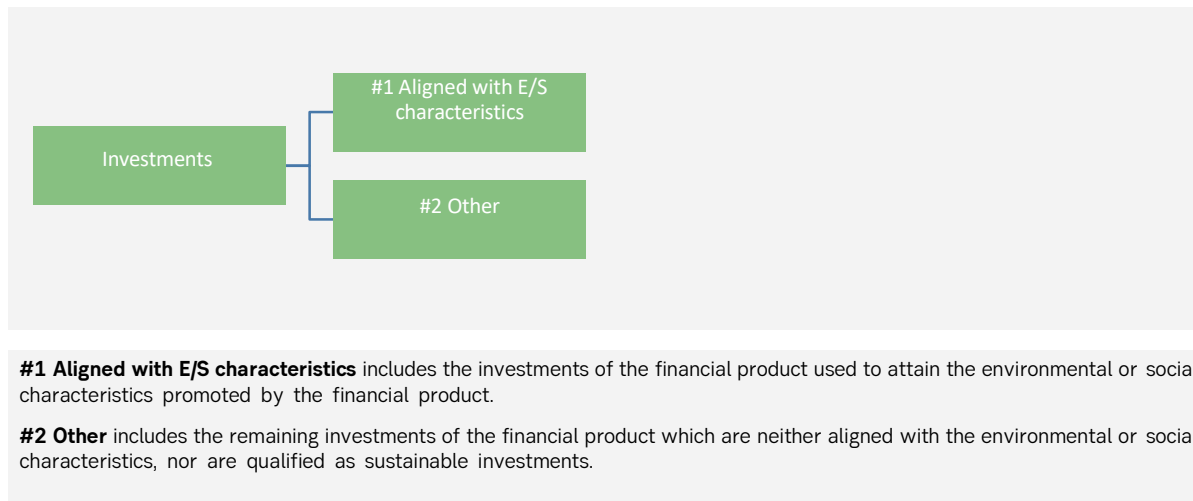 #1 Aligned with E/S
characteristics
Investments
#2 Other
#1 Aligned with E/S characteristics includes the investments of the financial product used to attain the environmental or socia
characteristics promoted by the financial product.
#2 Other includes the remaining investments of the financial product which are neither aligned with the environmental or socia
characteristics, nor are qualified as sustainable investments.